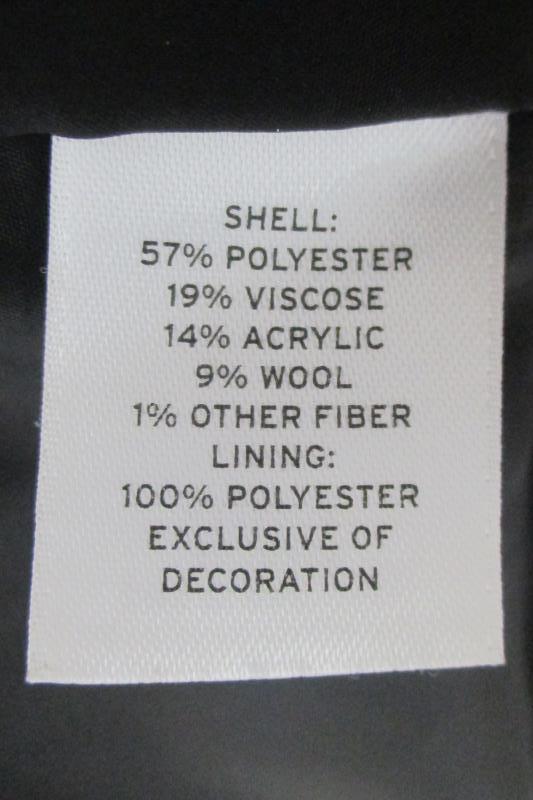 SHELL:
57% POLYESTER
19% VISCOSE
14% ACRYLIC
9% WOOL
1% OTHER FIBER
LINING:
100% POLYESTER
EXCLUSIVE OF
DECORATION